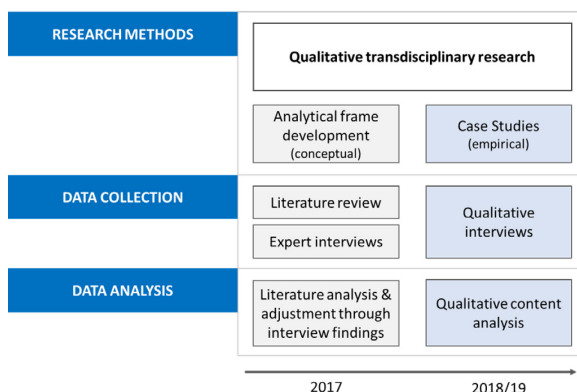 RESEARCH METHODS
Qualitative transdisciplinary research
Analytical frame
development
(conceptual)
Case Studies
(empirical)
DATA COLLECTION
Literature review
Expert interviews
Qualitative
interviews
DATA ANALYSIS
Literature analysis &
adjustment through
interview findings
Qualitative content
analysis
2017
2018/19